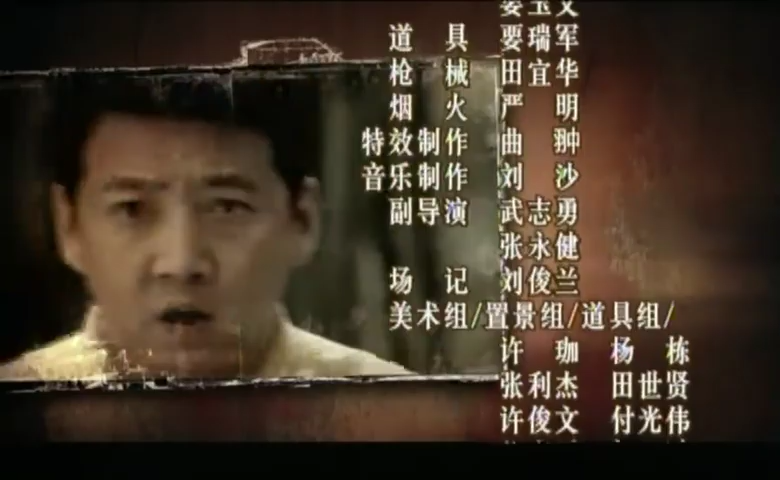 道具 要瑞军
枪械 田宜华
烟火 严明
特效制作 曲翀
音乐制作 刘沙
副导演 武志勇
张永健
场记 刘俊兰
美术组/置景组/道具组/
许珈 杨栋
张利杰 田世贤
许俊文 付光伟